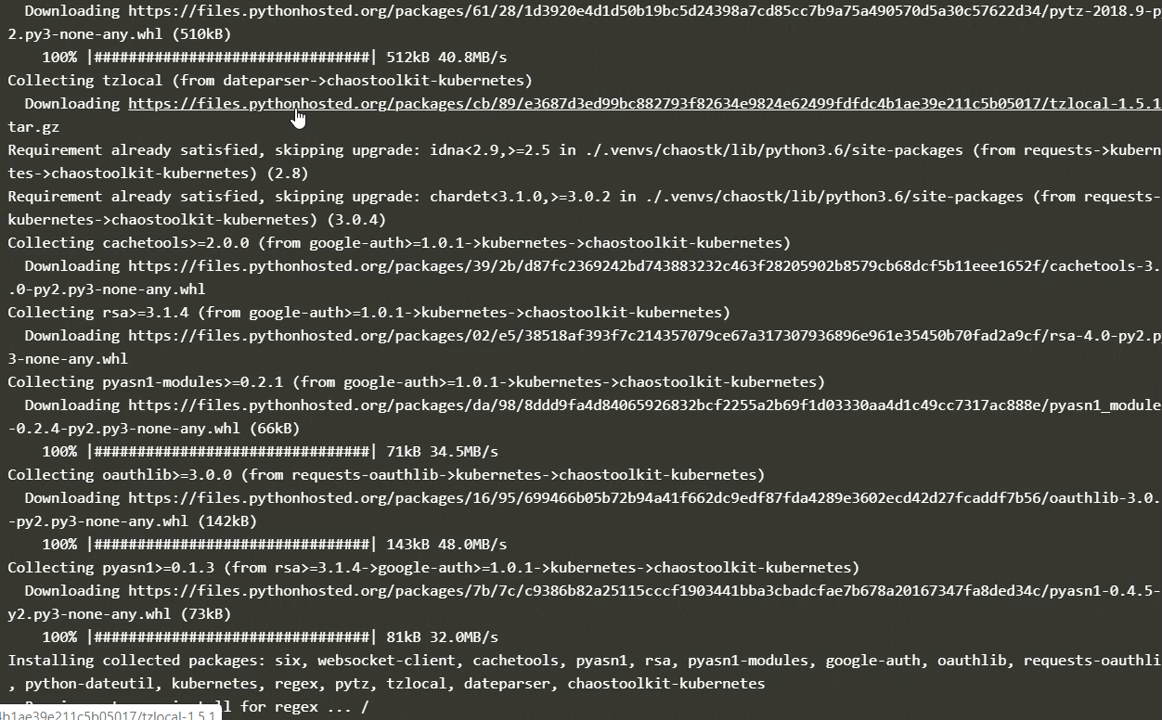 Downloading https://files.pythonhosted.org/packages/61/28/1d3920e4d1d50b19bc5d24398a7cd85cc7b9a75a490570d5a30c57622d34/pytz-2018.9-p
2.py3-none-any.whl (510kB)
100% |################################| 512kB 40.8MB/s
Collecting tzlocal (from dateparser->chaostoolkit-kubernetes)
Downloading https://files.pythonhosted.org/packages/cb/89/e3687d3ed99bc882793f82634e9824e62499fdfdc4b1ae39e211c5b05017/tzlocal-1.5.1
tar.gz
Requirement already satisfied, skipping upgrade: idna<2.9,>=2.5 in ./.venvs/chaostk/lib/python3.6/site-packages (from requests->kubern
tes->chaostoolkit-kubernetes) (2.8)
Requirement already satisfied, skipping upgrade: chardet<3.1.0,>=3.0.2 in ./.venvs/chaostk/lib/python3.6/site-packages (from requests-
kubernetes->chaostoolkit-kubernetes) (3.0.4)
Collecting cachetools>=2.0.0 (from google-auth>=1.0.1->kubernetes->chaostoolkit-kubernetes)
Downloading https://files.pythonhosted.org/packages/39/2b/d87fc2369242bd743883232c463f28205902b8579cb68dcf5b11eee1652f/cachetools-3.
.0-py2.py3-none-any.whl
Collecting rsa>=3.1.4 (from google-auth>=1.0.1->kubernetes->chaostoolkit-kubernetes)
Downloading https://files.pythonhosted.org/packages/02/e5/38518af393f7c214357079ce67a317307936896e961e35450b70fad2a9cf/rsa-4.0-py2.p
3-none-any.whl
Collecting pyasn1-modules>=0.2.1 (from google-auth>=1.0.1->kubernetes->chaostoolkit-kubernetes)
Downloading https://files.pythonhosted.org/packages/da/98/8ddd9fa4d84065926832bcf2255a2b69f1d03330aa4d1c49cc7317ac888e/pyasn1_module
-0.2.4-py2.py3-none-any.whl (66kB)
100% |################################| 71kB 34.5MB/s
Collecting oauthlib>=3.0.0 (from requests-oauthlib->kubernetes->chaostoolkit-kubernetes)
Downloading https://files.pythonhosted.org/packages/16/95/699466b05b72b94a41f662dc9edf87fda4289e3602ecd42d27fcaddf7b56/oauthlib-3.0.
-py2.py3-none-any.whl (142kB)
100% |################################| 143kB 48.0MB/s
Collecting pyasn1>=0.1.3 (from rsa>=3.1.4->google-auth>=1.0.1->kubernetes->chaostoolkit-kubernetes)
Downloading https://files.pythonhosted.org/packages/7b/7c/c9386b82a25115cccf1903441bba3cbadcfae7b678a20167347fa8ded34c/pyasn1-0.4.5-
y2.py3-none-any.whl (73kB)
100% |################################| 81kB 32.0MB/s
Installing collected packages: six, websocket-client, cachetools, pyasn1, rsa, pyasn1-modules, google-auth, oauthlib, requests-oauthli
, python-dateutil, kubernetes, regex, pytz, tzlocal, dateparser, chaostoolkit-kubernetes
for regex ... /
4b1ae39e211c5b05017/tzlocal-1.5.1